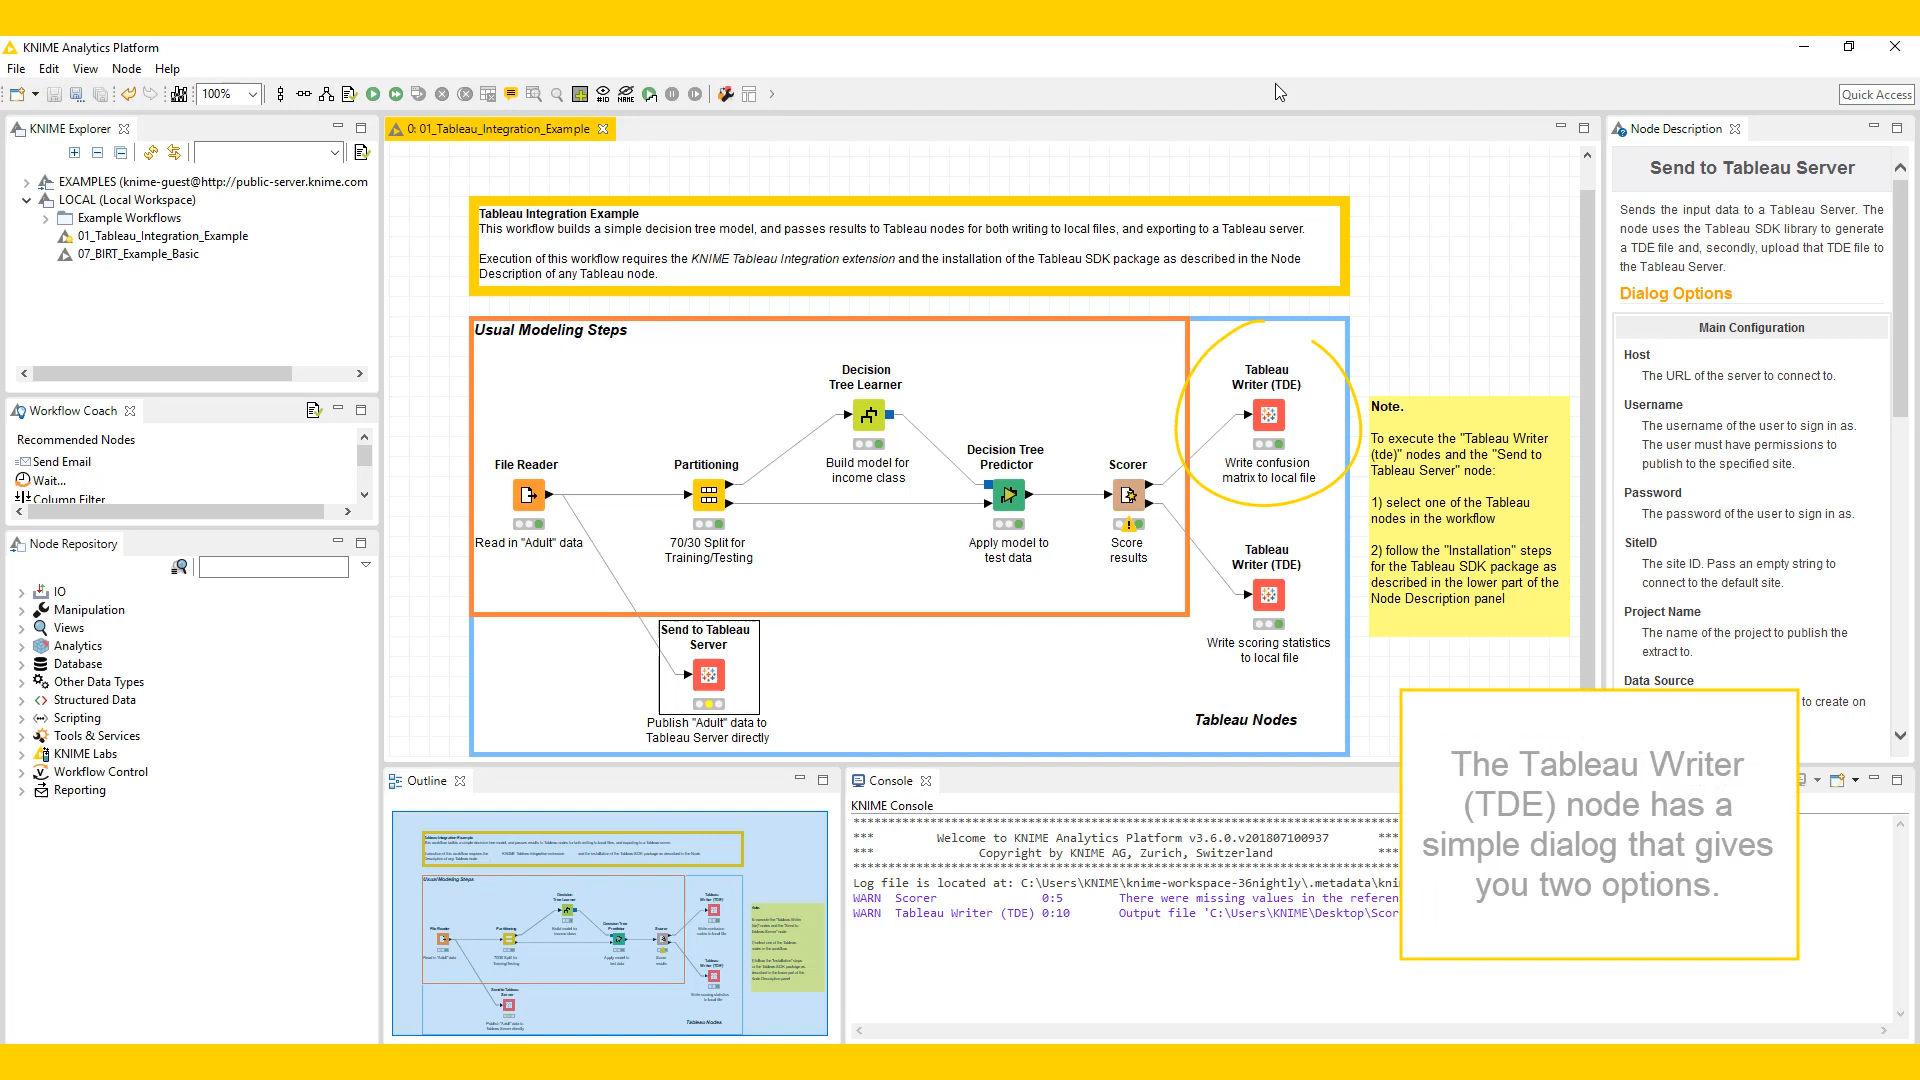 KNIME Analytics Platform
File Edit View Node Help
100%
Quick Access
KNIME Explorer
EXAMPLES (knime-guest@http://public-server.knime.com
LOCAL (Local Workspace)
Example Workflows
01_Tableau_Integration_Example
07_BIRT_Example_Basic
Workflow Coach
Recommended Nodes
Send Email
Wait...
Column Filter
Node Repository
IO
Manipulation
Views
Analytics
Database
Other Data Types
Structured Data
Scripting
Tools & Services
KNIME Labs
Workflow Control
Reporting
0: 01_Tableau_Integration_Example
Tableau Integration Example
This workflow builds a simple decision tree model, and passes results to Tableau nodes for both writing to local files, and exporting to a Tableau server.
Execution of this workflow requires the KNIME Tableau Integration extension and the installation of the Tableau SDK package as described in the Node
Description of any Tableau node.
Usual Modeling Steps
File Reader
Read in "Adult" data
Partitioning
70/30 Split for
Training/Testing
Decision
Tree Learner
Build model for
income class
Decision Tree
Predictor
Apply model to
test data
Scorer
Score
results
Tableau
Writer (TDE)
Write confusion
matrix to local file
Tableau
Writer (TDE)
Write scoring statistics
to local file
Send to Tableau
Server
Publish "Adult" data to
Tableau Server directly
Tableau Nodes
Note.
To execute the "Tableau Writer
(tde)" nodes and the "Send to
Tableau Server" node:
1) select one of the Tableau
nodes in the workflow
2) follow the "Installation" steps
for the Tableau SDK package as
described in the lower part of the
Node Description panel
Node Description
Send to Tableau Server
Sends the input data to a Tableau Server. The
node uses the Tableau SDK library to generate
a TDE file and, secondly, upload that TDE file to
the Tableau Server.
Dialog Options
Main Configuration
Host
The URL of the server to connect to.
Username
The username of the user to sign in as.
The user must have permissions to
publish to the specified site.
Password
The password of the user to sign in as.
SiteID
The site ID. Pass an empty string to
connect to the default site.
Project Name
The name of the project to publish the
extract to.
Data Source
to create on
Outline
Console
KNIME Console
*** Welcome to KNIME Analytics Platform v3.6.0.v201807100937 ***
*** Copyright by KNIME AG, Zurich, Switzerland ***
Log file is located at: C:\Users\KNIME\knime-workspace-36nightly\.metadata\kni
WARN Scorer 0:5 There were missing values in the referen
WARN Tableau Writer (TDE) 0:10 Output file 'C:\Users\KNIME\Desktop\Scor
The Tableau Writer
(TDE) node has a
simple dialog that gives
you two options.